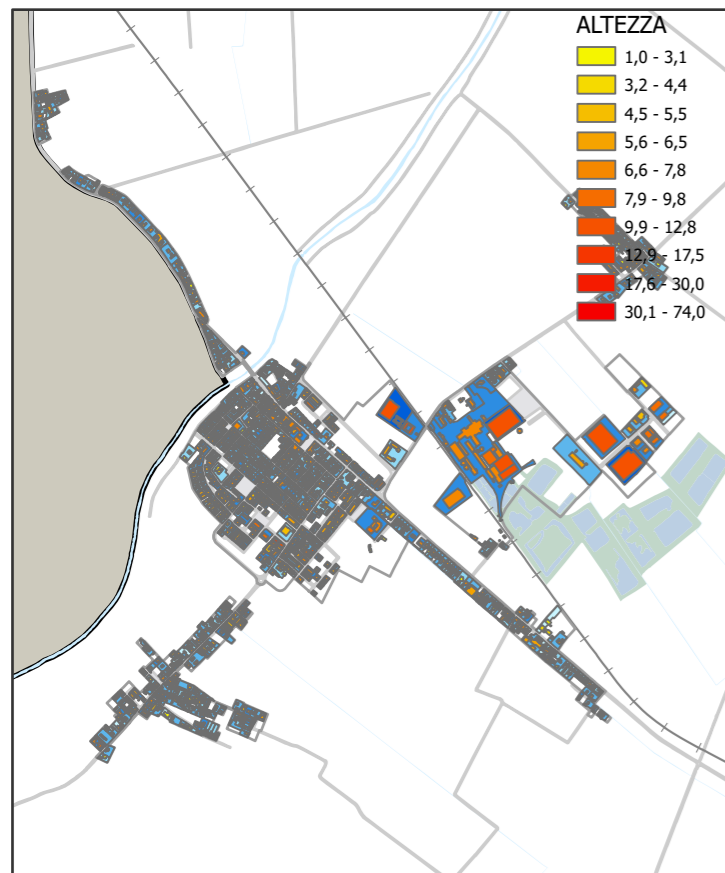 ALTEZZA
1,0 - 3,1
3,2 - 4,4
4,5 - 5,5
5,6 - 6,5
6,6 - 7,8
7,9 - 9,8
9,9 - 12,8
12,9 - 17,5
17,6 - 30,0
30,1 - 74,0